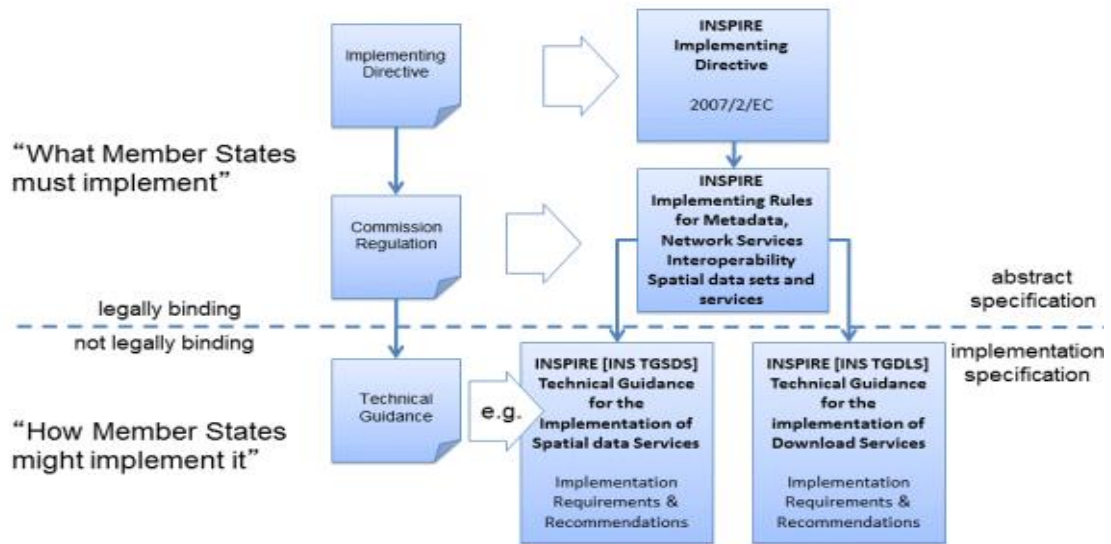 Implementing
Directive
INSPIRE
Implementing
Directive
2007/2/EC
“What Member States
must implement”
Commission
Regulation
INSPIRE
Implementing Rules
for Metadata,
Network Services
Interoperability
Spatial data sets and
services
abstract
specification
legally binding
not legally binding
implementation
specification
Technical
Guidance
e.g.
INSPIRE [INS TGSDS]
Technical Guidance
for the
Implementation of
Spatial data Services
Implementation
Requirements &
Recommendations
INSPIRE [INS TGDLS]
Technical Guidance
for the
implementation of
Download Services
Implementation
Requirements &
Recommendations
“How Member States
might implement it”